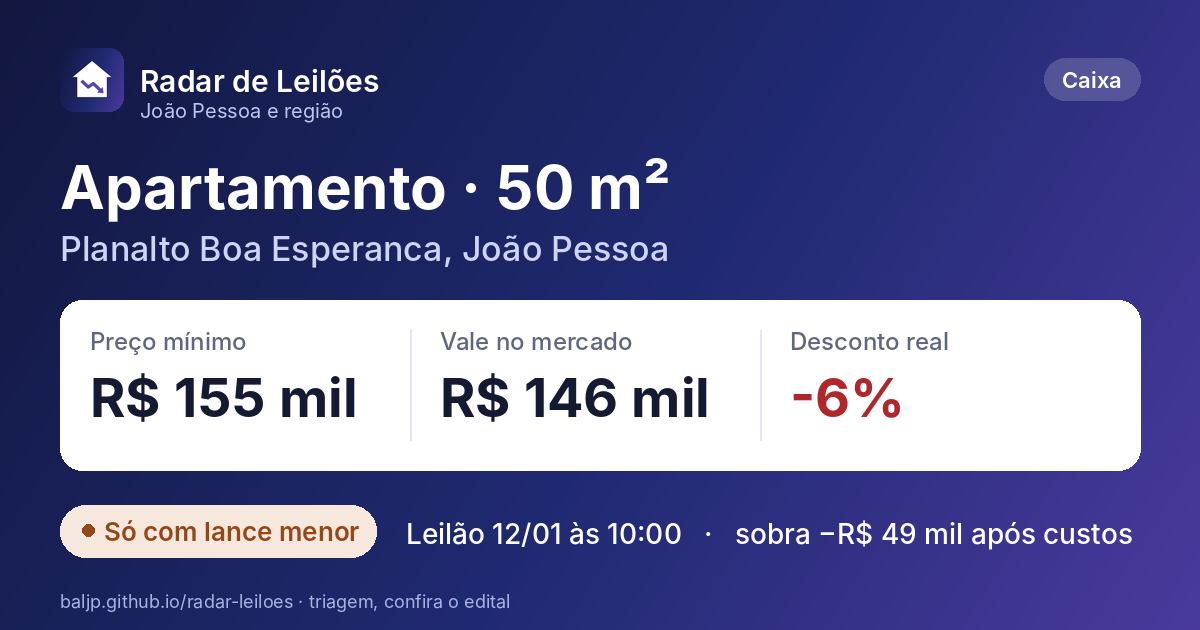 Radar de Leilões
João Pessoa e região
Caixa
Apartamento · 50 m²
Planalto Boa Esperanca, João Pessoa
Preço mínimo
R$ 155 mil
Vale no mercado
R$ 146 mil
Desconto real
-6%
Só com lance menor
Leilão 12/01 às 10:00 · sobra −R$ 49 mil após custos
baljp.github.io/radar-leiloes · triagem, confira o edital